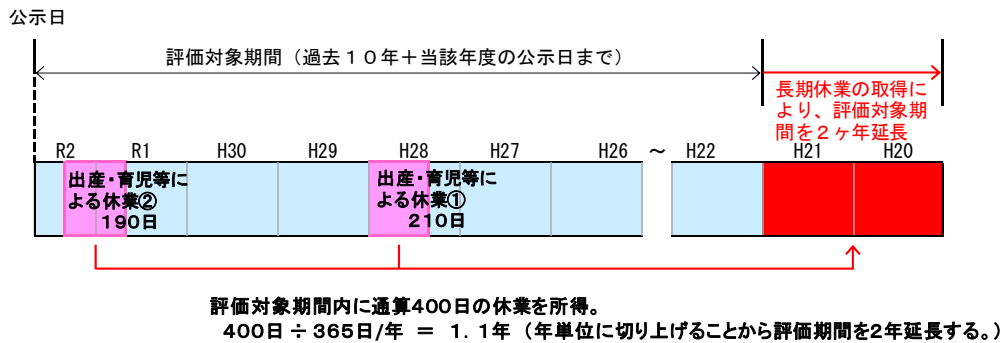 公示日
評価対象期間（過去１０年＋当該年度の公示日まで）
長期休業の取得に
より、評価対象期
間を２ヶ年延長
R2 R1 H30 H29 H28 H27 H26 ～ H22 H21 H20
出産・育児等に
よる休業②
190日
出産・育児等に
よる休業①
210日
評価対象期間内に通算400日の休業を所得。
400日÷365日/年 ＝ 1.1年（年単位に切り上げることから評価期間を2年延長する。）